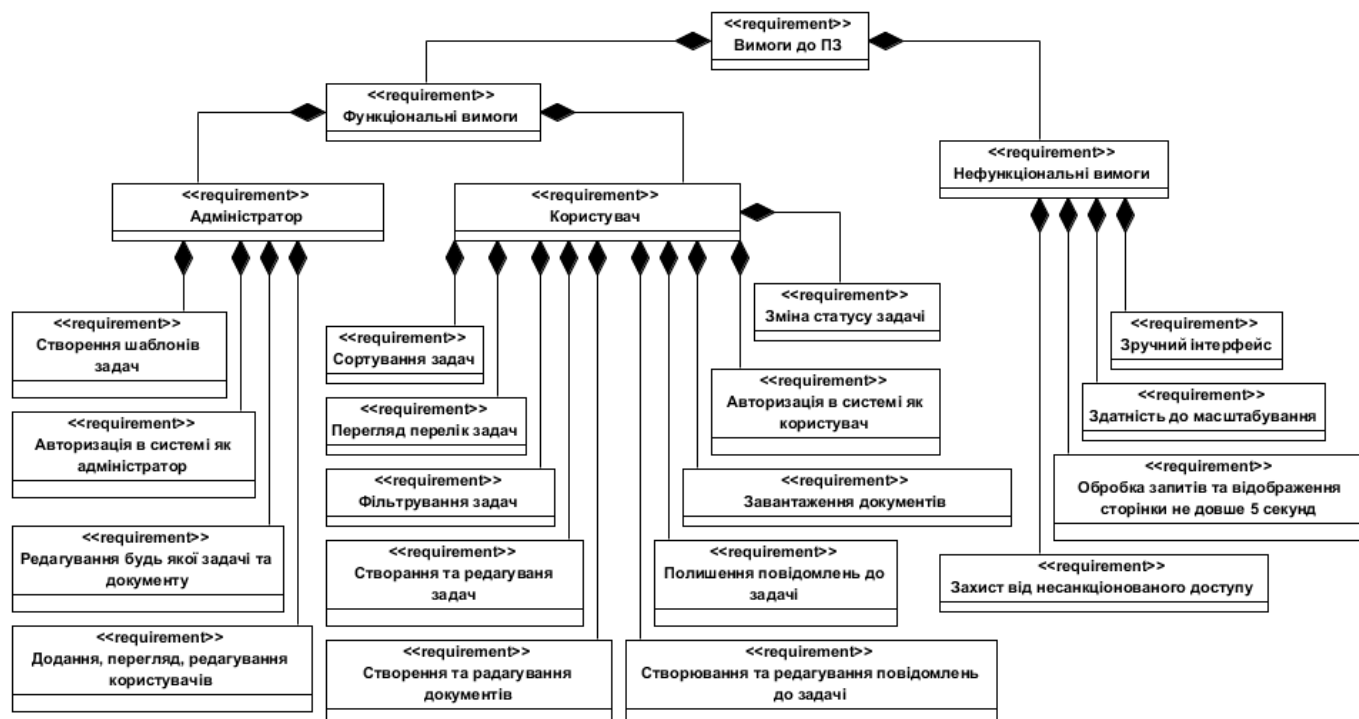 <<requirement>>
Вимоги до ПЗ
<<requirement>>
Функціональні вимоги
<<requirement>>
Нефункціональні вимоги
<<requirement>>
Адміністратор
<<requirement>>
Користувач
<<requirement>>
Створення шаблонів
задач
<<requirement>>
Авторизація в системі як
адміністратор
<<requirement>>
Редагування будь якої задачі та
документу
<<requirement>>
Додання, перегляд, редагування
користувачів
<<requirement>>
Сортування задач
<<requirement>>
Перегляд перелік задач
<<requirement>>
Фільтрування задач
<<requirement>>
Створання та редагуваня
задач
<<requirement>>
Створення та радагування
документів
<<requirement>>
Зміна статусу задачі
<<requirement>>
Авторизація в системі як
користувач
<<requirement>>
Завантаження документів
<<requirement>>
Полишення повідомлень до
задачі
<<requirement>>
Створювання та редагування повідомлень
до задачі
<<requirement>>
Зручний інтерфейс
<<requirement>>
Здатність до масштабування
<<requirement>>
Обробка запитів та відображення
сторінки не довше 5 секунд
<<requirement>>
Захист від несанкціонованого доступу